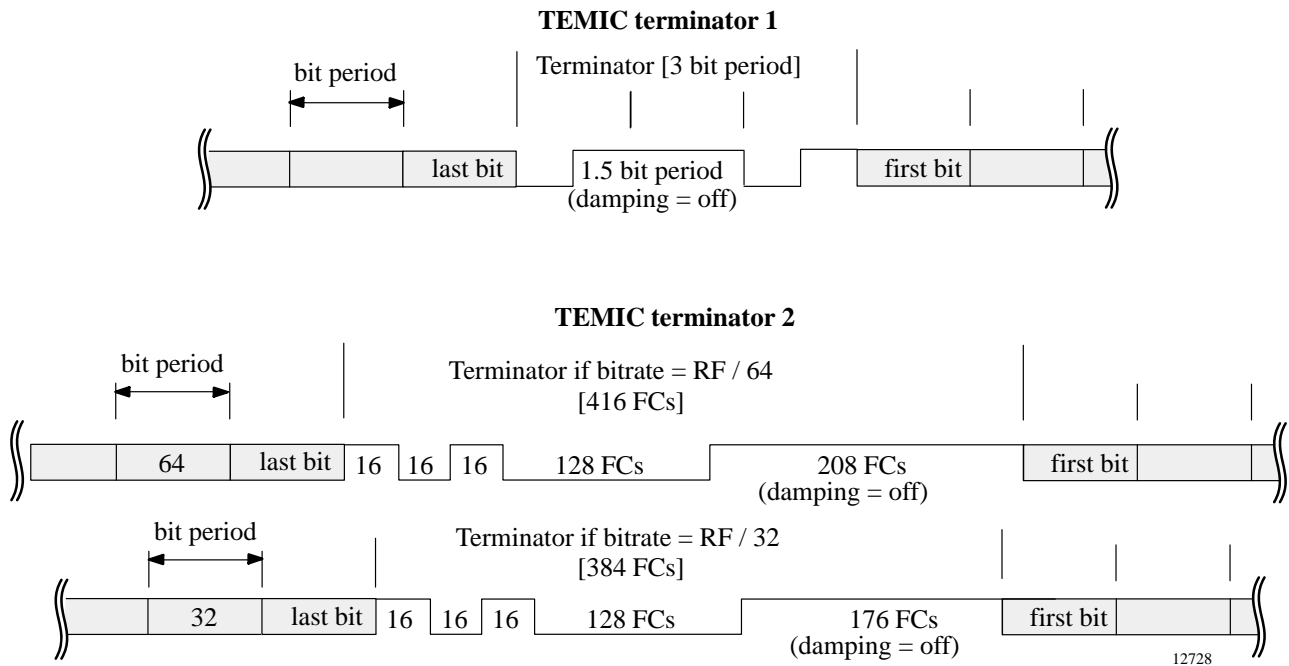 TEMIC terminator 1
bit period
Terminator [3 bit period]
last bit
1.5 bit period
(damping = off)
first bit
TEMIC terminator 2
bit period
Terminator if bitrate = RF / 64
[416 FCs]
64
last bit
16
16
16
128 FCs
208 FCs
(damping = off)
first bit
bit period
Terminator if bitrate = RF / 32
[384 FCs]
32
last bit
16
16
16
128 FCs
176 FCs
(damping = off)
first bit
12728